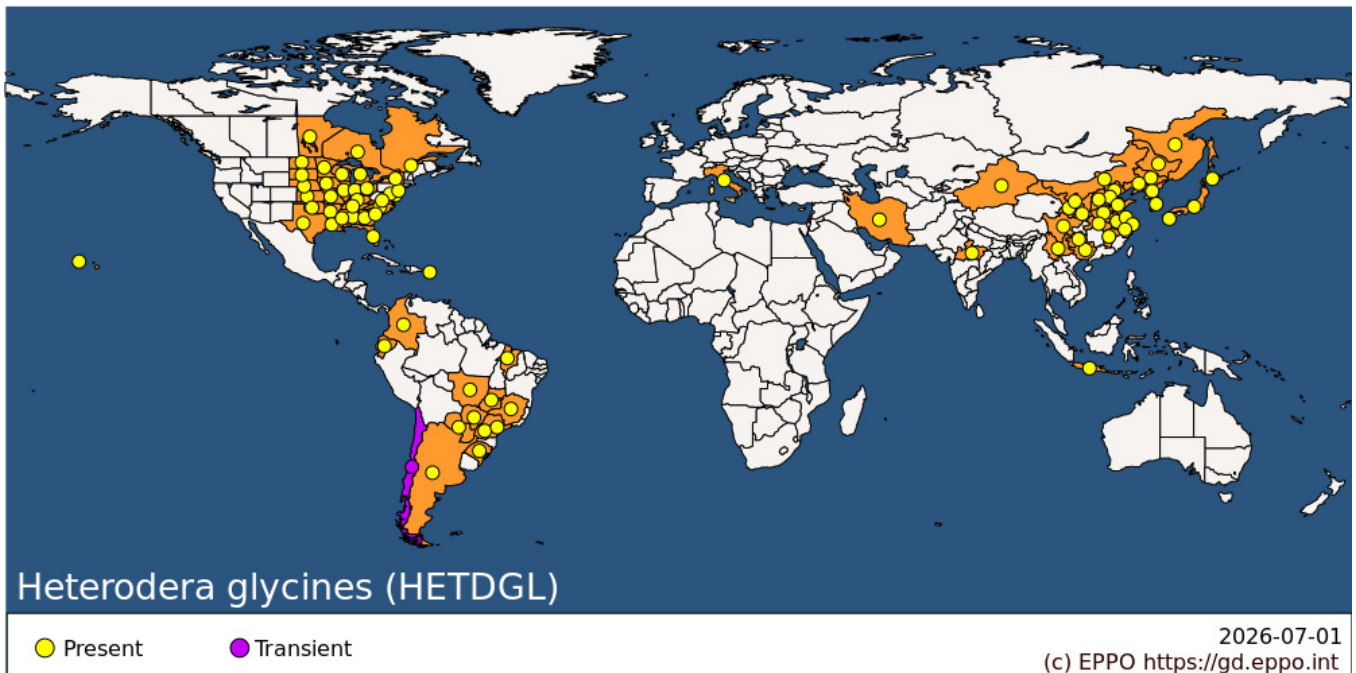 Heterodera glycines (HETDGL)
Present
Transient
2026-07-01
(c) EPPO https://gd.eppo.int